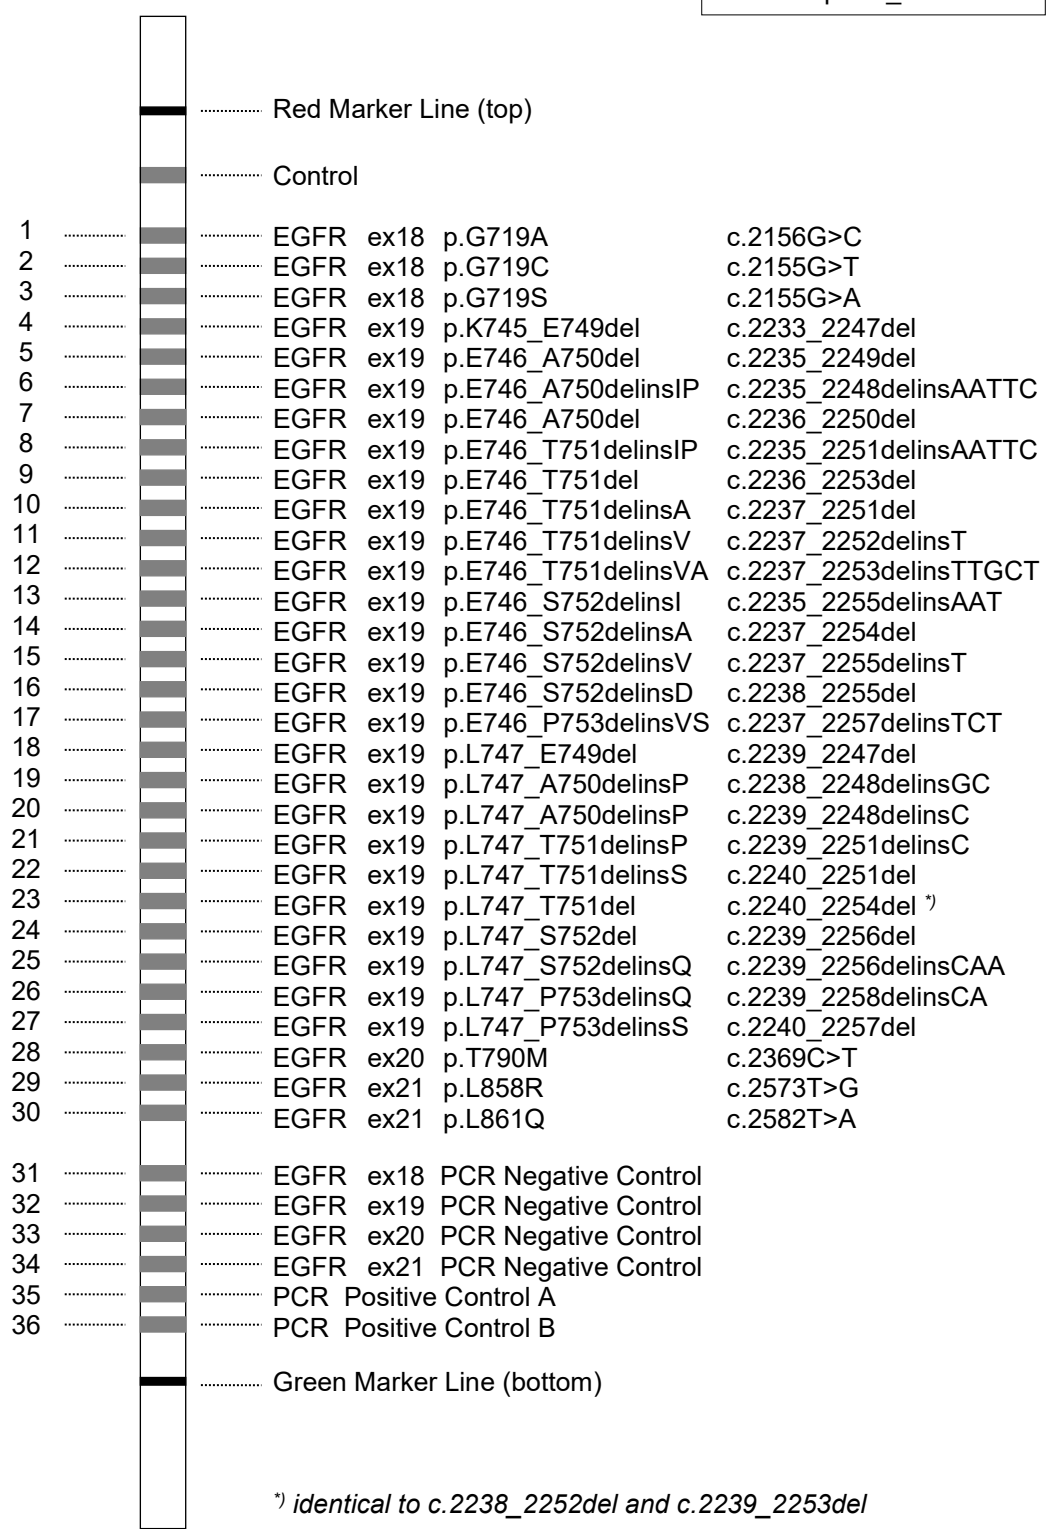 Red Marker Line (top)
Control
1 EGFR ex18 p.G719A c.2156G>C
2 EGFR ex18 p.G719C c.2155G>T
3 EGFR ex18 p.G719S c.2155G>A
4 EGFR ex19 p.K745_E749del c.2233_2247del
5 EGFR ex19 p.E746_A750del c.2235_2249del
6 EGFR ex19 p.E746_A750delinsIP c.2235_2248delinsAATTC
7 EGFR ex19 p.E746_A750del c.2236_2250del
8 EGFR ex19 p.E746_T751delinsIP c.2235_2251delinsAATTC
9 EGFR ex19 p.E746_T751del c.2236_2253del
10 EGFR ex19 p.E746_T751delinsA c.2237_2251del
11 EGFR ex19 p.E746_T751delinsV c.2237_2252delinsT
12 EGFR ex19 p.E746_T751delinsVA c.2237_2253delinsTTGCT
13 EGFR ex19 p.E746_S752delinsI c.2235_2255delinsAAT
14 EGFR ex19 p.E746_S752delinsA c.2237_2254del
15 EGFR ex19 p.E746_S752delinsV c.2237_2255delinsT
16 EGFR ex19 p.E746_S752delinsD c.2238_2255del
17 EGFR ex19 p.E746_P753delinsVS c.2237_2257delinsTCT
18 EGFR ex19 p.L747_E749del c.2239_2247del
19 EGFR ex19 p.L747_A750delinsP c.2238_2248delinsGC
20 EGFR ex19 p.L747_A750delinsP c.2239_2248delinsC
21 EGFR ex19 p.L747_T751delinsP c.2239_2251delinsC
22 EGFR ex19 p.L747_T751delinsS c.2240_2251del
23 EGFR ex19 p.L747_T751del c.2240_2254del *)
24 EGFR ex19 p.L747_S752del c.2239_2256del
25 EGFR ex19 p.L747_S752delinsQ c.2239_2256delinsCAA
26 EGFR ex19 p.L747_P753delinsQ c.2239_2258delinsCA
27 EGFR ex19 p.L747_P753delinsS c.2240_2257del
28 EGFR ex20 p.T790M c.2369C>T
29 EGFR ex21 p.L858R c.2573T>G
30 EGFR ex21 p.L861Q c.2582T>A
31 EGFR ex18 PCR Negative Control
32 EGFR ex19 PCR Negative Control
33 EGFR ex20 PCR Negative Control
34 EGFR ex21 PCR Negative Control
35 PCR Positive Control A
36 PCR Positive Control B
Green Marker Line (bottom)
*) identical to c.2238_2252del and c.2239_2253del